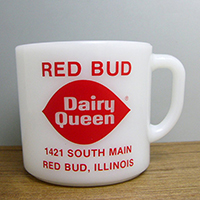 RED BUD
Dairy
Queen
1421 SOUTH MAIN
RED BUD, ILLINOIS